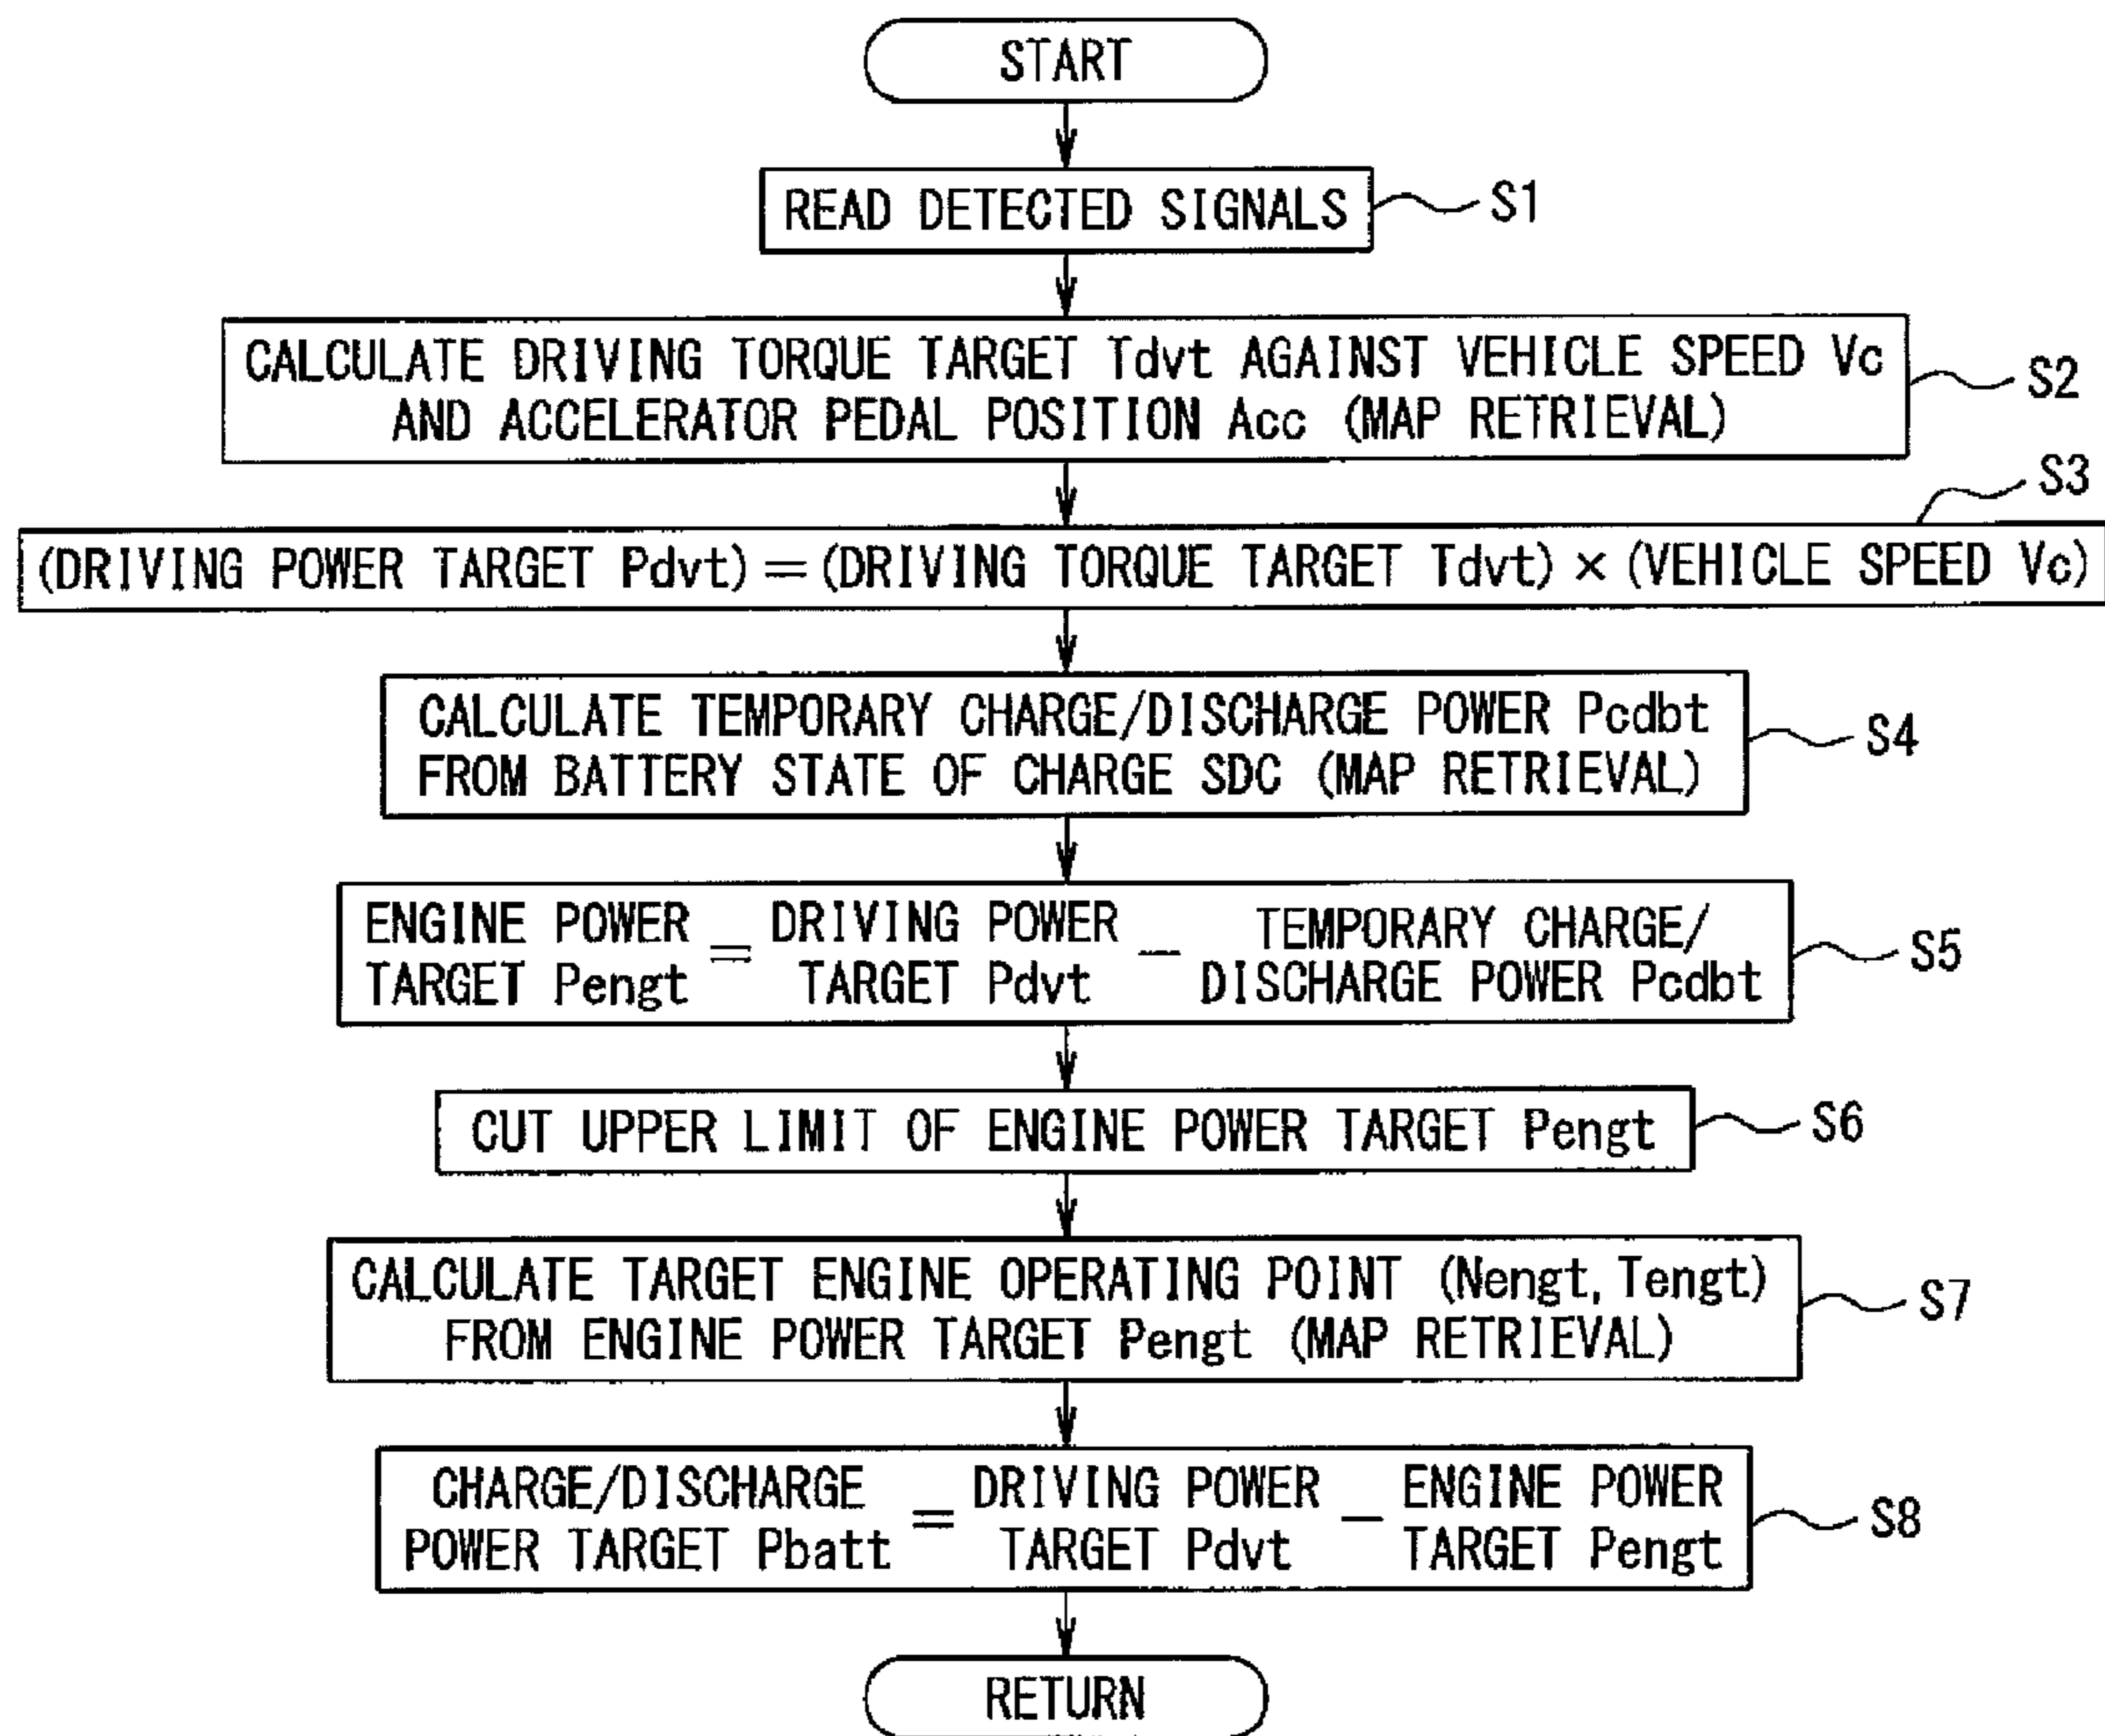 START
READ DETECTED SIGNALS
S1
CALCULATE DRIVING TORQUE TARGET Tdvt AGAINST VEHICLE SPEED Vc
AND ACCELERATOR PEDAL POSITION Acc (MAP RETRIEVAL)
S2
S3
(DRIVING POWER TARGET Pdvt) = (DRIVING TORQUE TARGET Tdvt) × (VEHICLE SPEED Vc)
CALCULATE TEMPORARY CHARGE/DISCHARGE POWER Pcdbt
FROM BATTERY STATE OF CHARGE SDC (MAP RETRIEVAL)
S4
ENGINE POWER
TARGET Pengt
=
DRIVING POWER
TARGET Pdvt
−
TEMPORARY CHARGE/
DISCHARGE POWER Pcdbt
S5
CUT UPPER LIMIT OF ENGINE POWER TARGET Pengt
S6
CALCULATE TARGET ENGINE OPERATING POINT (Nengt, Tengt)
FROM ENGINE POWER TARGET Pengt (MAP RETRIEVAL)
S7
CHARGE/DISCHARGE
POWER TARGET Pbatt
=
DRIVING POWER
TARGET Pdvt
−
ENGINE POWER
TARGET Pengt
S8
RETURN